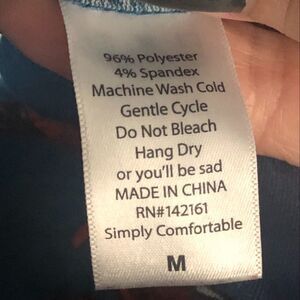 96% Polyester
4% Spandex
Machine Wash Cold
Gentle Cycle
Do Not Bleach
Hang Dry
or you'll be sad
MADE IN CHINA
RN#142161
Simply Comfortable
M